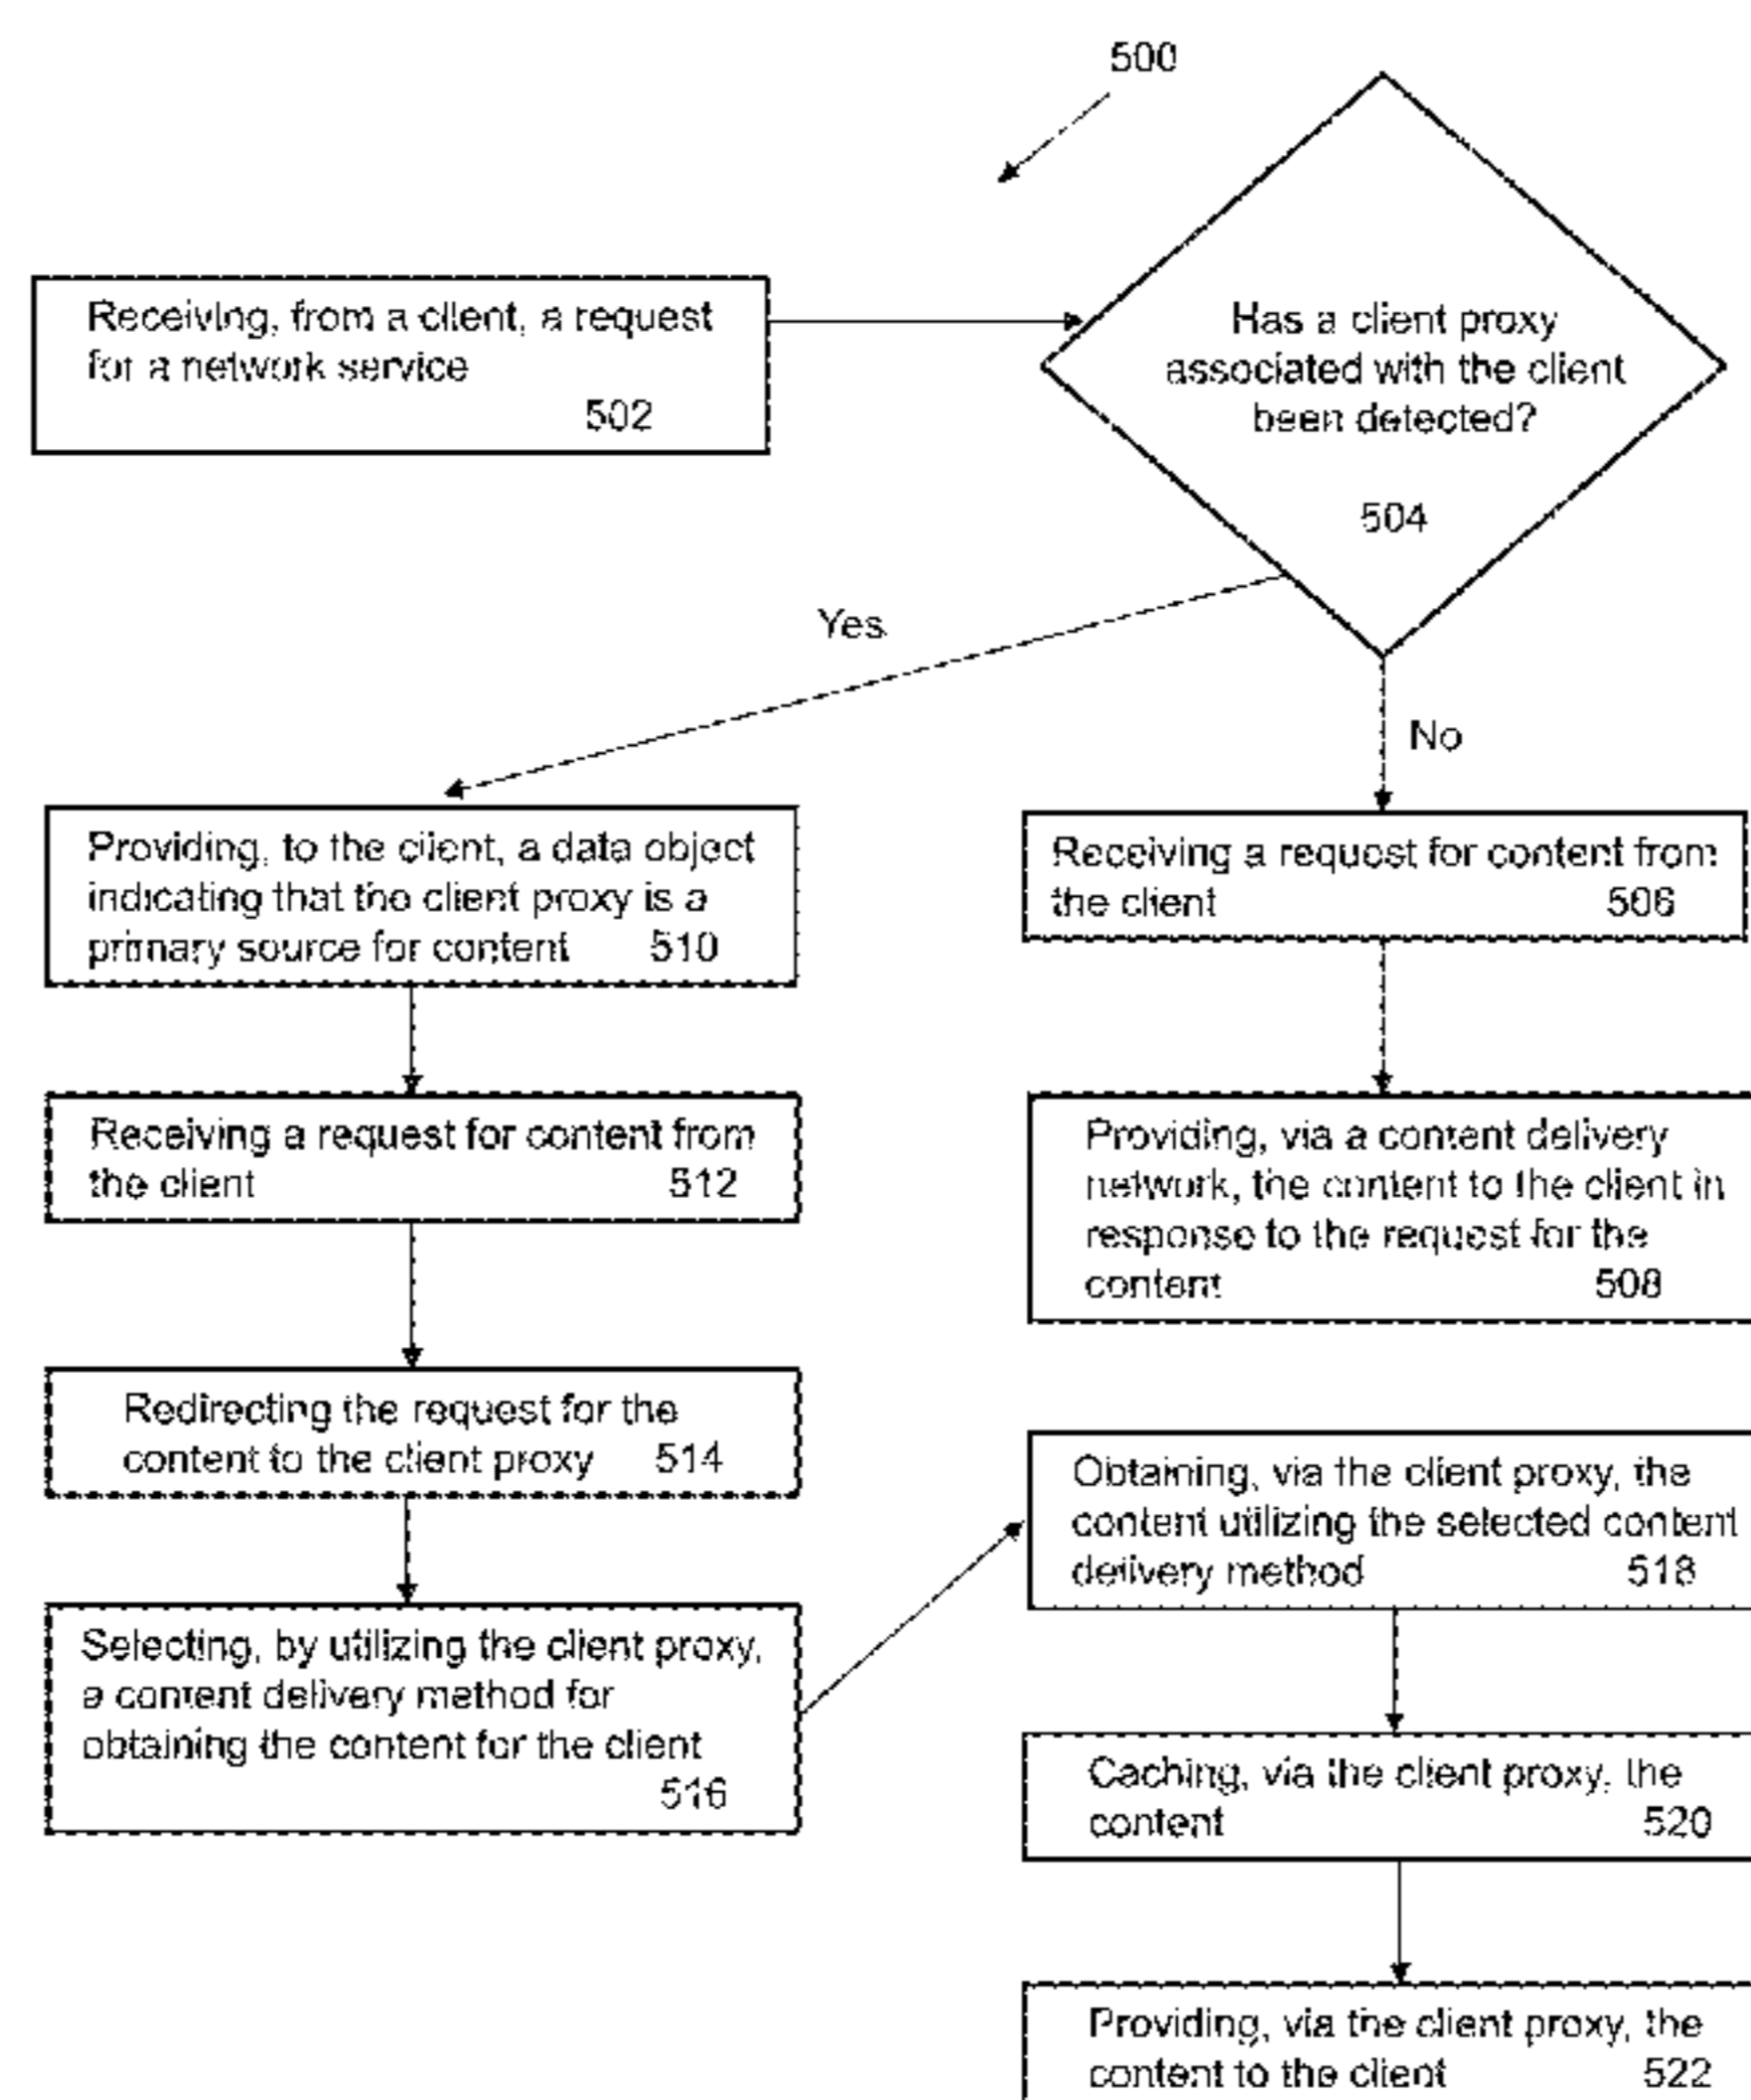 500
Receiving, from a client, a request
for a network service
502
Has a client proxy
associated with the client
been detected?
504
Yes
No
Providing, to the client, a data object
indicating that the client proxy is a
primary source for content 510
Receiving a request for content from
the client 506
Receiving a request for content from
the client 512
Providing, via a content delivery
network, the content to the client in
response to the request for the
content 508
Redirecting the request for the
content to the client proxy 514
Selecting, by utilizing the client proxy,
a content delivery method for
obtaining the content for the client
516
Obtaining, via the client proxy, the
content utilizing the selected content
delivery method 518
Caching, via the client proxy, the
content 520
Providing, via the client proxy, the
content to the client 522